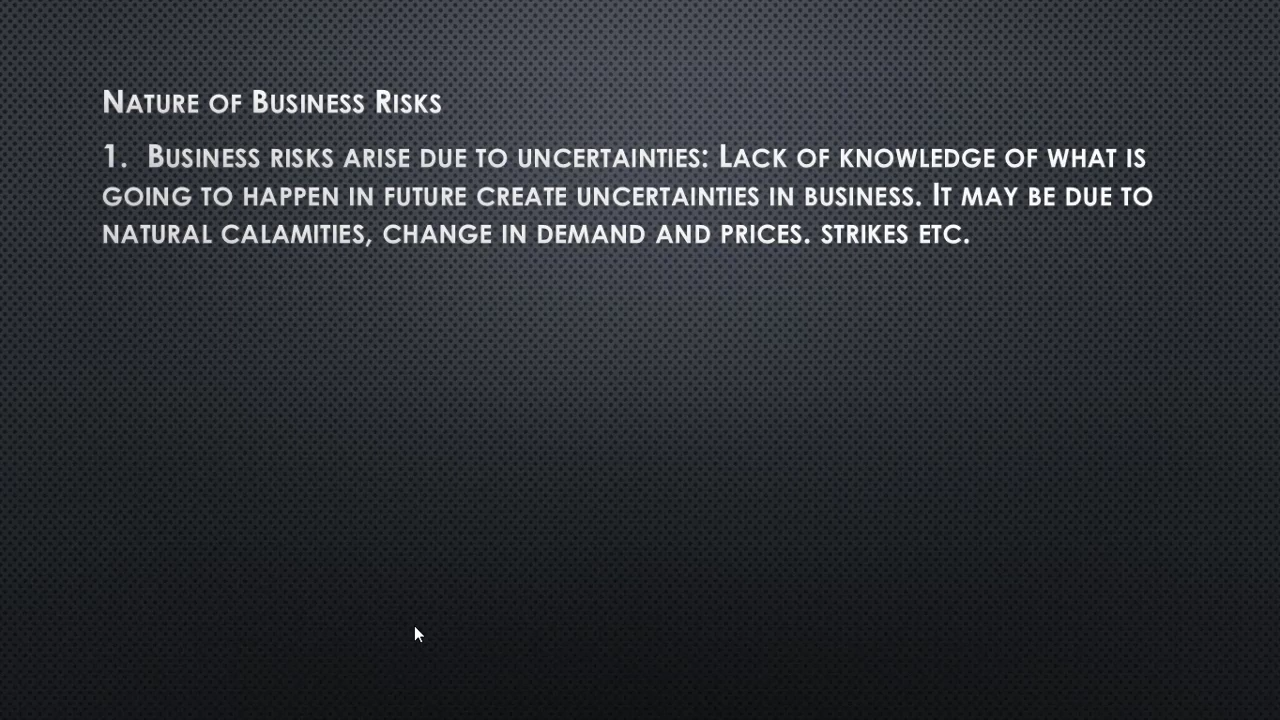 Nature of Business Risks
1. Business risks arise due to uncertainties: Lack of knowledge of what is
going to happen in future create uncertainties in business. It may be due to
natural calamities, change in demand and prices. strikes etc.